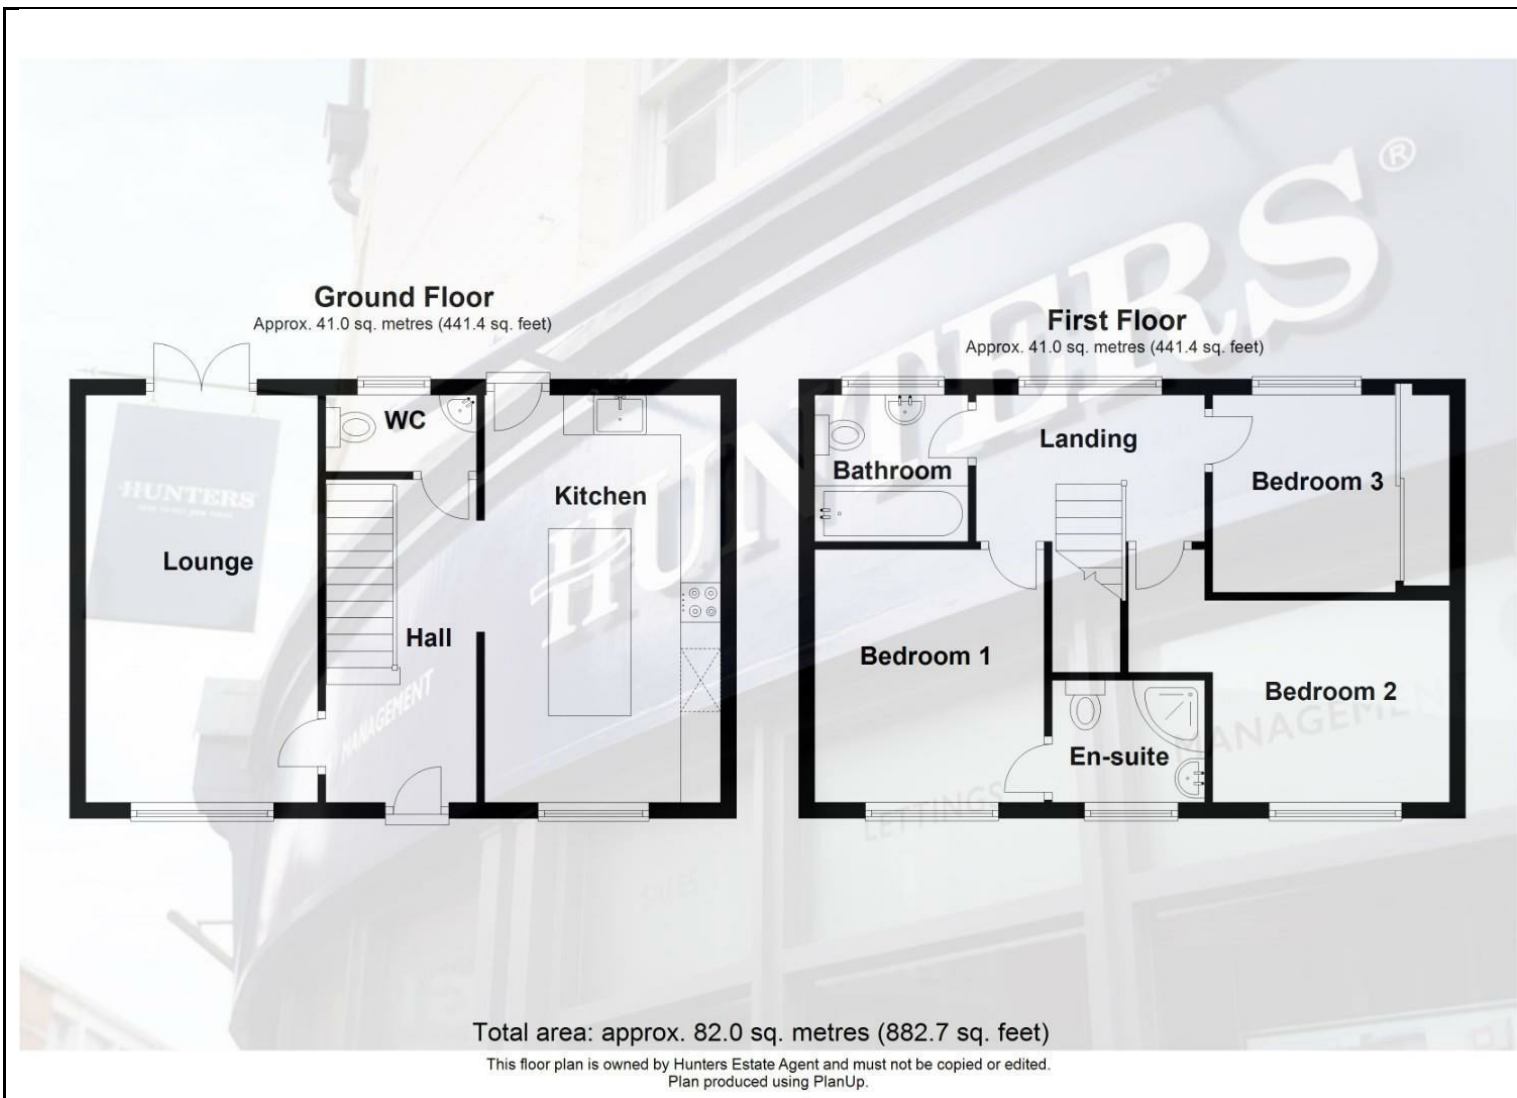 Ground Floor
Approx. 41.0 sq. metres (441.4 sq. feet)
First Floor
Approx. 41.0 sq. metres (441.4 sq. feet)
WC
Kitchen
Lounge
Hall
Landing
Bathroom
Bedroom 3
Bedroom 1
Bedroom 2
En-suite
HUNTERS®
HUNTERS
MANAGEMENT
LETTINGS
MANAGEMENT
Total area: approx. 82.0 sq. metres (882.7 sq. feet)
This floor plan is owned by Hunters Estate Agent and must not be copied or edited.
Plan produced using PlanUp.